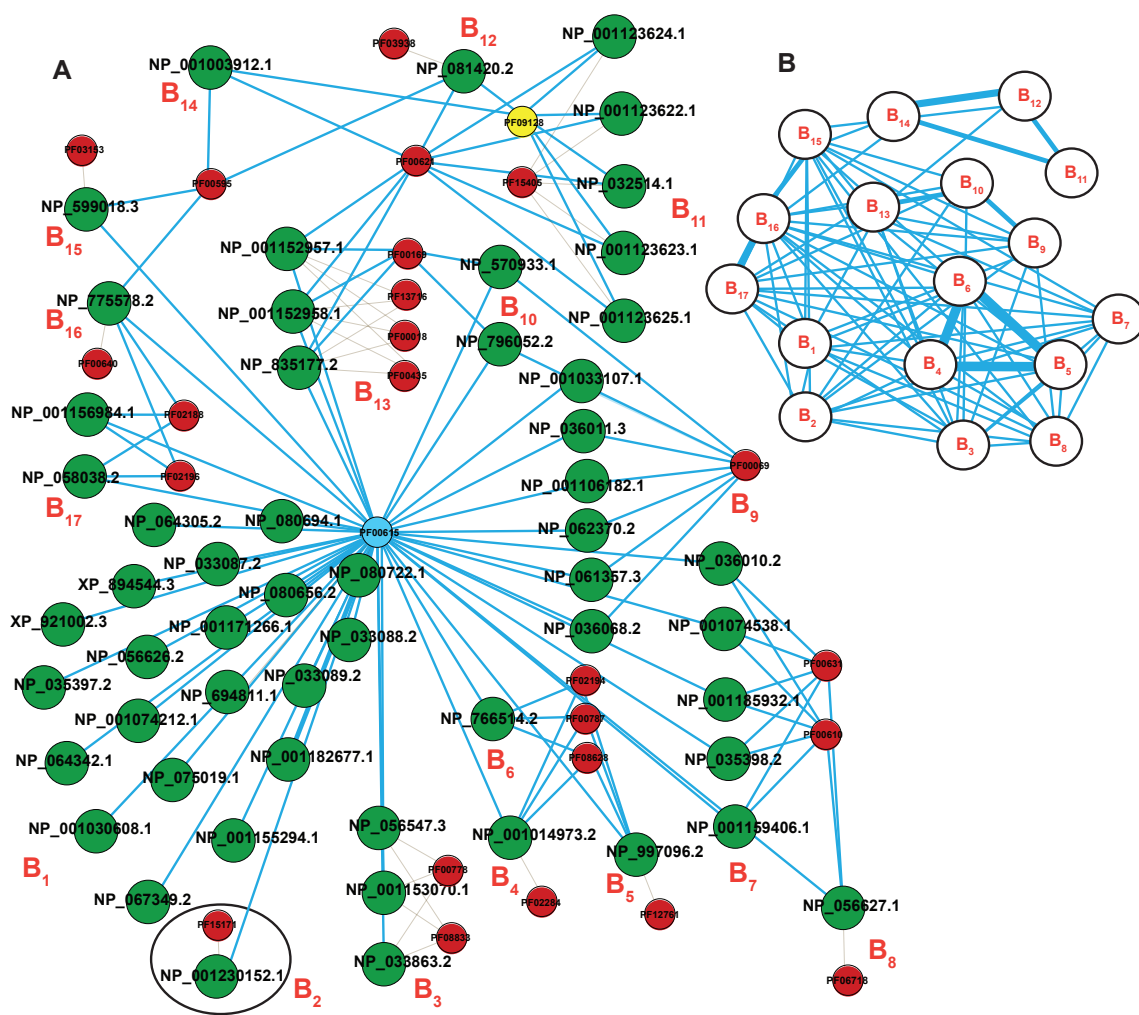 A
PF03938
B12
NP_001123624.1
NP_001003912.1
NP_081420.2
B14
NP_001123622.1
PF09128
PF03153
PF00621
PF00595
PF15405
NP_032514.1
NP_599018.3
B15
B11
NP_001152957.1
PF00169
NP_570933.1
NP_001123623.1
NP_775578.2
PF13716
B10
B16
NP_001152958.1
PF00018
NP_796052.2
NP_001123625.1
PF00640
NP_835177.2
PF00435
B13
NP_001033107.1
NP_001156984.1
PF02188
NP_036011.3
PF00069
NP_058038.2
PF02196
NP_001106182.1
B9
B17
NP_064305.2
NP_080694.1
PF00615
NP_062370.2
NP_033087.2
NP_080722.1
NP_036010.2
XP_894544.3
NP_080656.2
NP_061357.3
XP_921002.3
NP_001171266.1
NP_033088.2
NP_036068.2
NP_001074538.1
NP_056626.2
NP_035397.2
NP_694811.1
NP_033089.2
PF02194
PF00631
NP_001074212.1
NP_766514.2
PF00787
NP_001185932.1
PF00610
NP_064342.1
NP_075019.1
NP_001182677.1
B6
PF08628
NP_035398.2
NP_001030608.1
NP_001155294.1
NP_056547.3
NP_001014973.2
NP_001159406.1
B1
PF00778
B4
NP_997096.2
B7
B5
NP_067349.2
NP_001153070.1
PF02284
PF12761
NP_056627.1
PF15171
PF08833
B8
NP_001230152.1
B2
NP_033863.2
B3
PF06718
B
B12
B14
B15
B11
B10
B13
B16
B9
B6
B17
B7
B1
B4
B5
B2
B3
B8